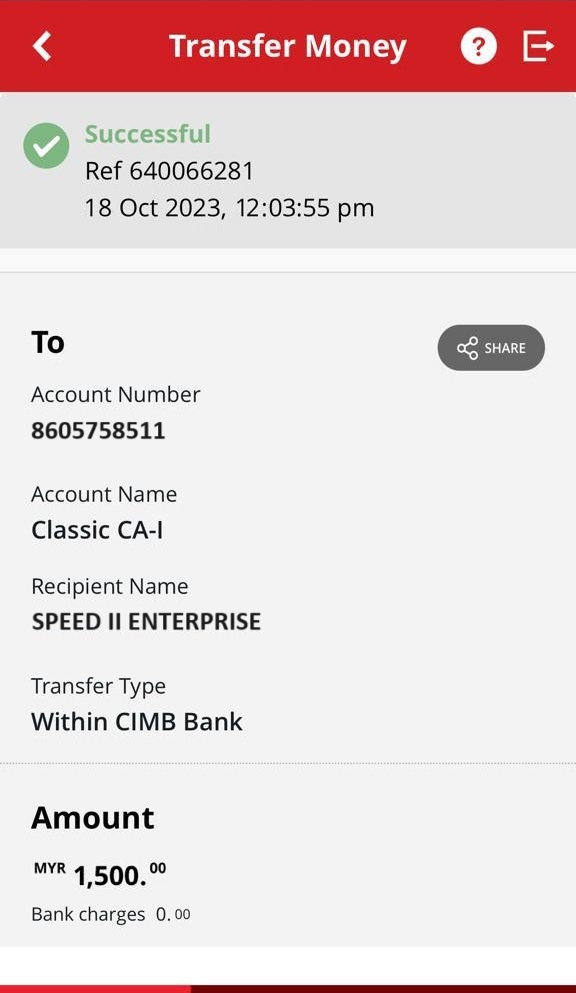 Transfer Money ?
Successful
Ref 640066281
18 Oct 2023, 12:03:55 pm
To
SHARE
Account Number
8605758511
Account Name
Classic CA-I
Recipient Name
SPEED II ENTERPRISE
Transfer Type
Within CIMB Bank
Amount
MYR 1,500.00
Bank charges 0.00